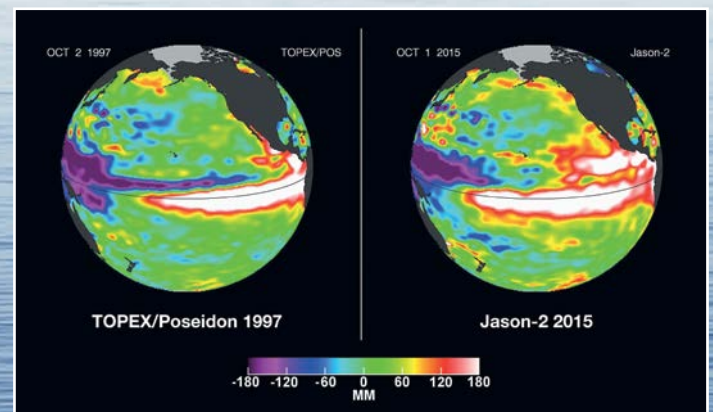 OCT 2 1997
TOPEX/POS
OCT 1 2015
Jason-2
TOPEX/Poseidon 1997
Jason-2 2015
-180 -120 -60 0 60 120 180
MM